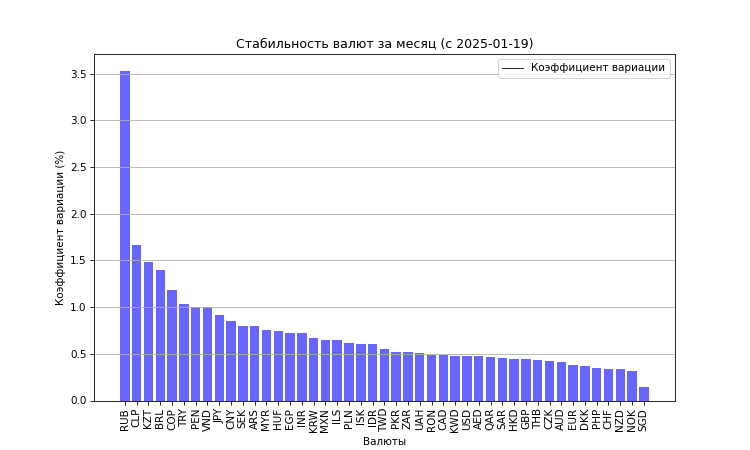 Стабильность валют за месяц (с 2025-01-19)
Коэффициент вариации
Коэффициент вариации (%)
3.5
3.0
2.5
2.0
1.5
1.0
0.5
0.0
RUB CLP KZT BRL COP TRY PEN VND JPY CNY SEK ARS MYR HUF EGP INR KRW MXN ILS PLN ISK IDR TWD PKR ZAR UAH RON CAD KWD USD AED QAR SAR HKD GBP THB CZK AUD EUR DKK PHP CHF NZD NOK SGD
Валюты